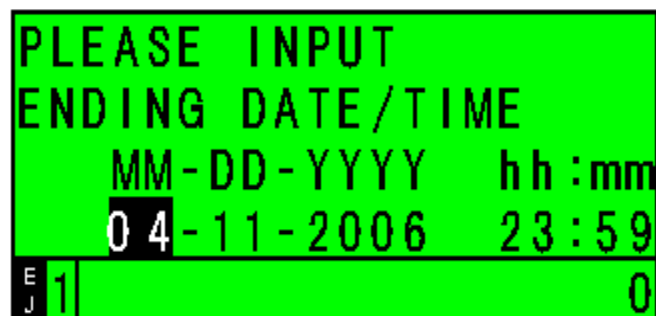 PLEASE INPUT
ENDING DATE/TIME
MM-DD-YYYY hh:mm
04-11-2006 23:59
EJ 1 0